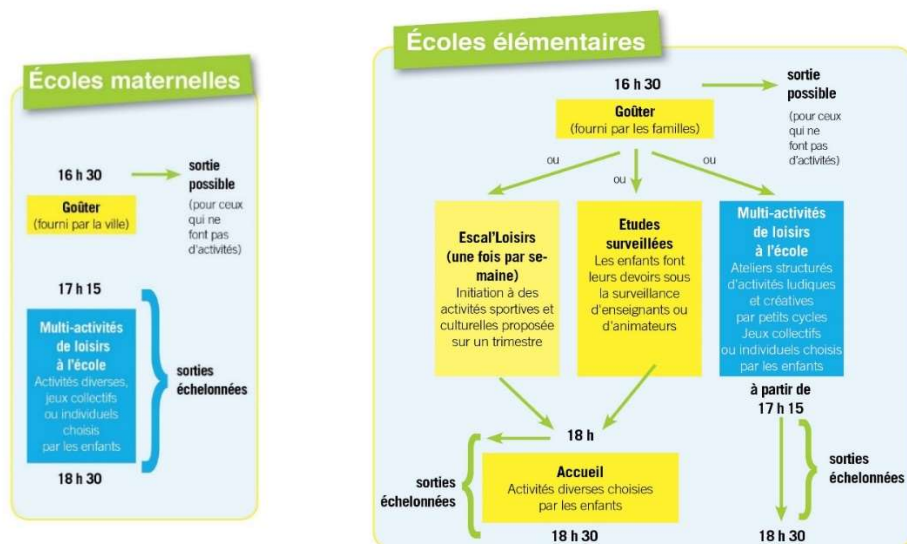 Écoles maternelles
16 h 30
sortie
possible
(pour ceux
qui ne
font pas
d'activités)
Goûter
(fourni par la ville)
17 h 15
Multi-activités
de loisirs
à l'école
Activités diverses,
jeux collectifs
ou individuels
choisis
par les enfants
sorties
échelonnées
18 h 30
Écoles élémentaires
16 h 30
sortie
possible
(pour ceux
qui ne
font pas
d'activités)
Goûter
(fourni par les familles)
ou
ou
ou
Escal'Loisirs
(une fois par se-
maine)
Initiation à des
activités sportives et
culturelles proposée
sur un trimestre
Etudes
surveillées
Les enfants font
leurs devoirs sous
la surveillance
d'enseignants ou
d'animateurs
Multi-activités
de loisirs
à l'école
Ateliers structurés
d'activités ludiques
et créatives
par petits cycles
Jeux collectifs
ou individuels choisis
par les enfants
à partir de
17 h 15
18 h
sorties
échelonnées
Accueil
Activités diverses choisies
par les enfants
18 h 30
sorties
échelonnées
18 h 30